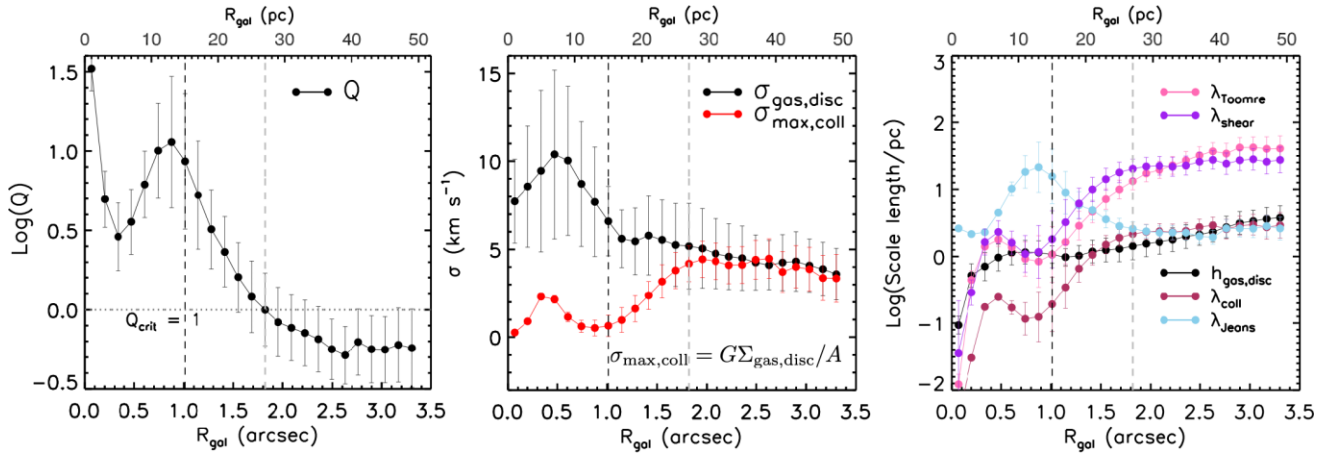 R_gal (pc)
0 10 20 30 40 50
1.5
1.0
0.5
0.0
−0.5
Log(Q)
Q
Q_crit = 1
0.0 0.5 1.0 1.5 2.0 2.5 3.0 3.5
R_gal (arcsec)
R_gal (pc)
0 10 20 30 40 50
15
10
5
0
σ (km s⁻¹)
σ_gas,disc
σ_max,coll
σ_max,coll = GΣ_gas,disc/A
0.0 0.5 1.0 1.5 2.0 2.5 3.0 3.5
R_gal (arcsec)
R_gal (pc)
0 10 20 30 40 50
3
2
1
0
−1
−2
Log(Scale length/pc)
λ_Toomre
λ_shear
h_gas,disc
λ_coll
λ_Jeans
0.0 0.5 1.0 1.5 2.0 2.5 3.0 3.5
R_gal (arcsec)